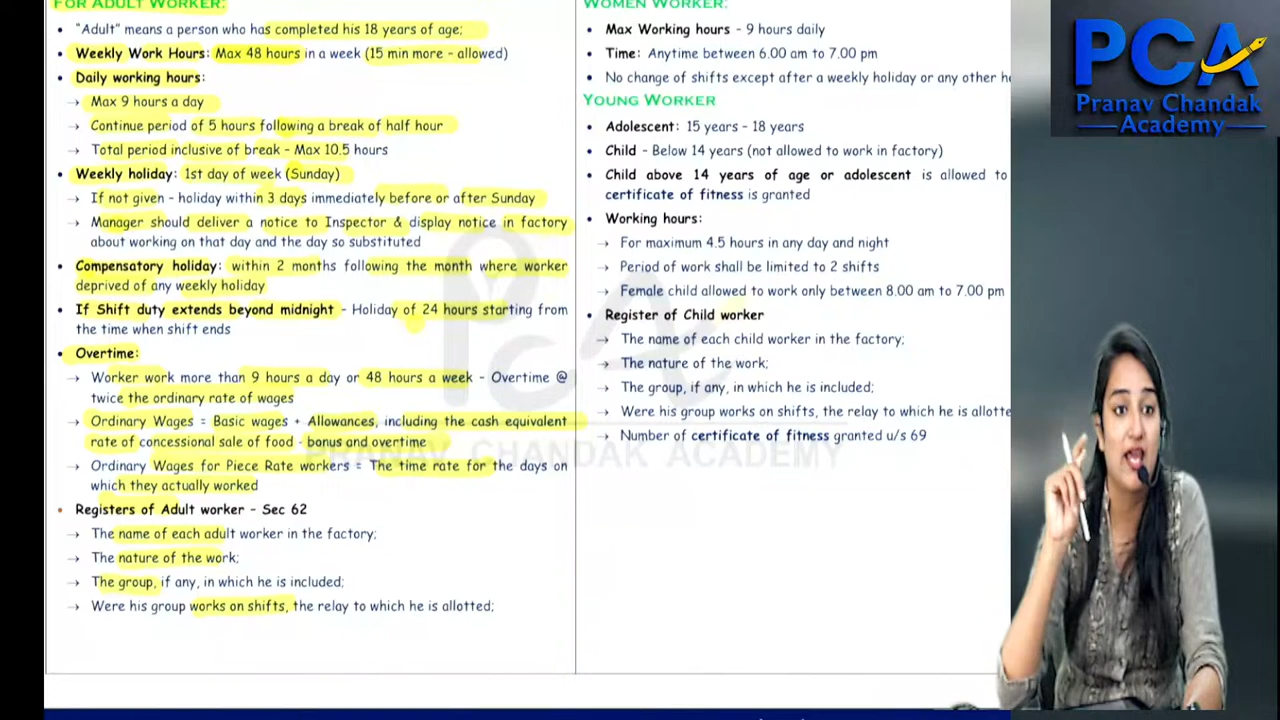 FOR ADULT WORKER:
• "Adult" means a person who has completed his 18 years of age;
• Weekly Work Hours: Max 48 hours in a week (15 min more - allowed)
• Daily working hours:
→ Max 9 hours a day
→ Continue period of 5 hours following a break of half hour
→ Total period inclusive of break - Max 10.5 hours
• Weekly holiday: 1st day of week (Sunday)
→ If not given - holiday within 3 days immediately before or after Sunday
→ Manager should deliver a notice to Inspector & display notice in factory
about working on that day and the day so substituted
• Compensatory holiday: within 2 months following the month where worker
deprived of any weekly holiday
• If Shift duty extends beyond midnight - Holiday of 24 hours starting from
the time when shift ends
• Overtime:
→ Worker work more than 9 hours a day or 48 hours a week - Overtime @
twice the ordinary rate of wages
→ Ordinary Wages = Basic wages + Allowances, including the cash equivalent
rate of concessional sale of food - bonus and overtime
→ Ordinary Wages for Piece Rate workers = The time rate for the days on
which they actually worked
• Registers of Adult worker - Sec 62
→ The name of each adult worker in the factory;
→ The nature of the work;
→ The group, if any, in which he is included;
→ Were his group works on shifts, the relay to which he is allotted;
WOMEN WORKER:
• Max Working hours - 9 hours daily
• Time: Anytime between 6.00 am to 7.00 pm
• No change of shifts except after a weekly holiday or any other
YOUNG WORKER
• Adolescent: 15 years - 18 years
• Child - Below 14 years (not allowed to work in factory)
• Child above 14 years of age or adolescent is allowed to
certificate of fitness is granted
• Working hours:
→ For maximum 4.5 hours in any day and night
→ Period of work shall be limited to 2 shifts
→ Female child allowed to work only between 8.00 am to 7.00 pm
• Register of Child worker
→ The name of each child worker in the factory;
→ The nature of the work;
→ The group, if any, in which he is included;
→ Were his group works on shifts, the relay to which he is allotte
→ Number of certificate of fitness granted u/s 69
PRANAV CHANDAK ACADEMY
PCA
Pranav Chandak
Academy